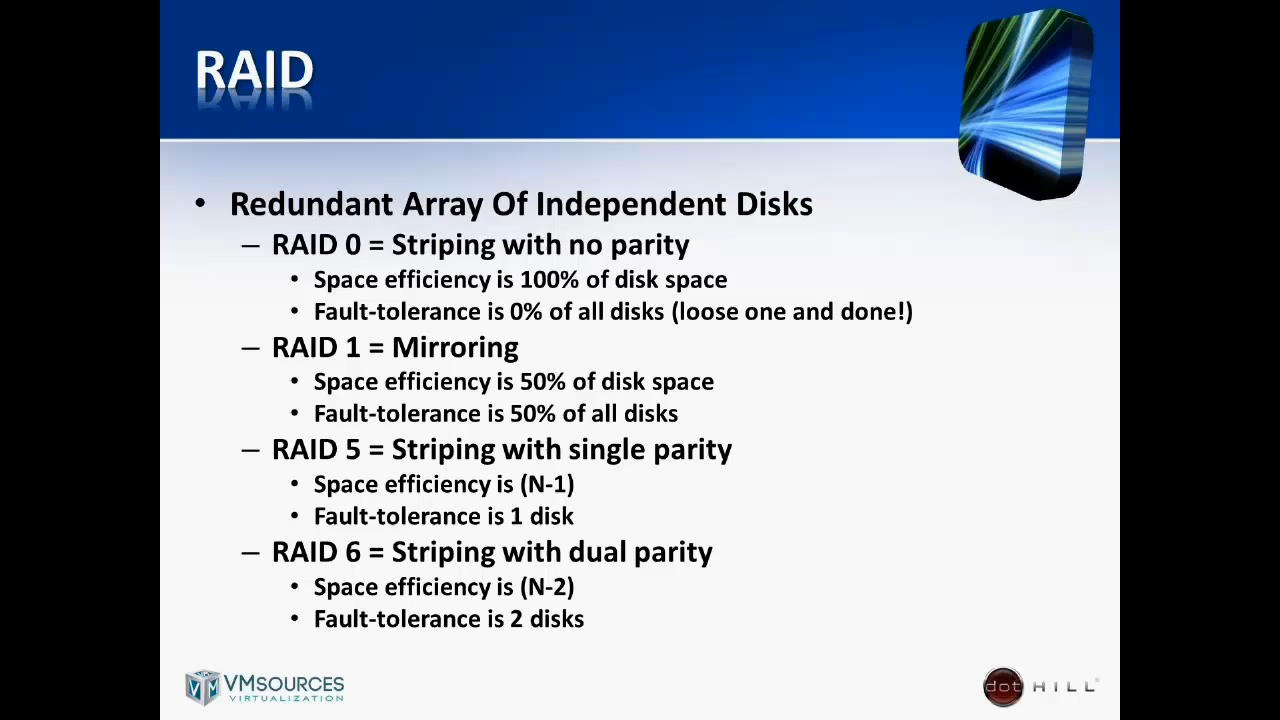 RAID
• Redundant Array Of Independent Disks
– RAID 0 = Striping with no parity
• Space efficiency is 100% of disk space
• Fault-tolerance is 0% of all disks (loose one and done!)
– RAID 1 = Mirroring
• Space efficiency is 50% of disk space
• Fault-tolerance is 50% of all disks
– RAID 5 = Striping with single parity
• Space efficiency is (N-1)
• Fault-tolerance is 1 disk
– RAID 6 = Striping with dual parity
• Space efficiency is (N-2)
• Fault-tolerance is 2 disks
VMSOURCES
VIRTUALIZATION
dot HILL